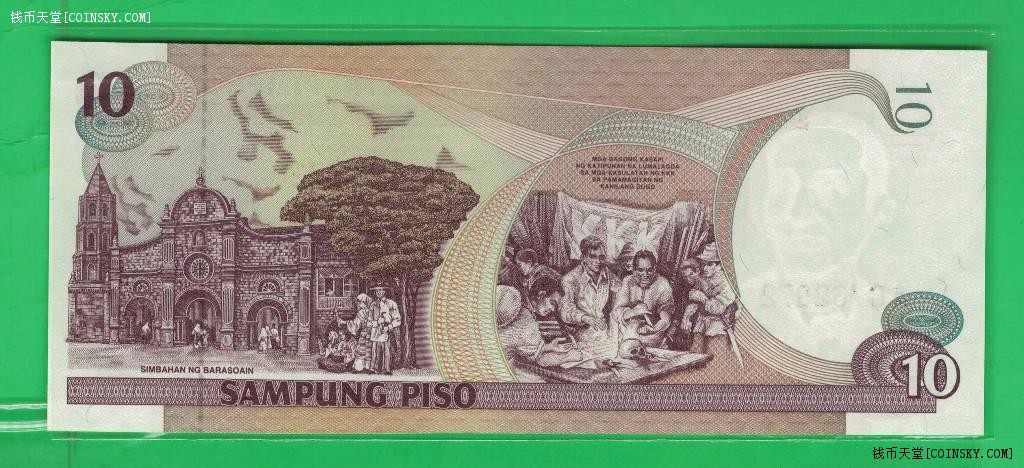 钱币天堂[COINSKY.COM]
10
10
MGA BAGONG KASAPI
NG KATIPUNAN NA LUMALAGDA
SA MGA KASULATAN NG KKK
SA PAMAMAGITAN NG
KANILANG DUGO
SIMBAHAN NG BARASOAIN
SAMPUNG PISO
10
钱币天堂[COINSKY.COM]